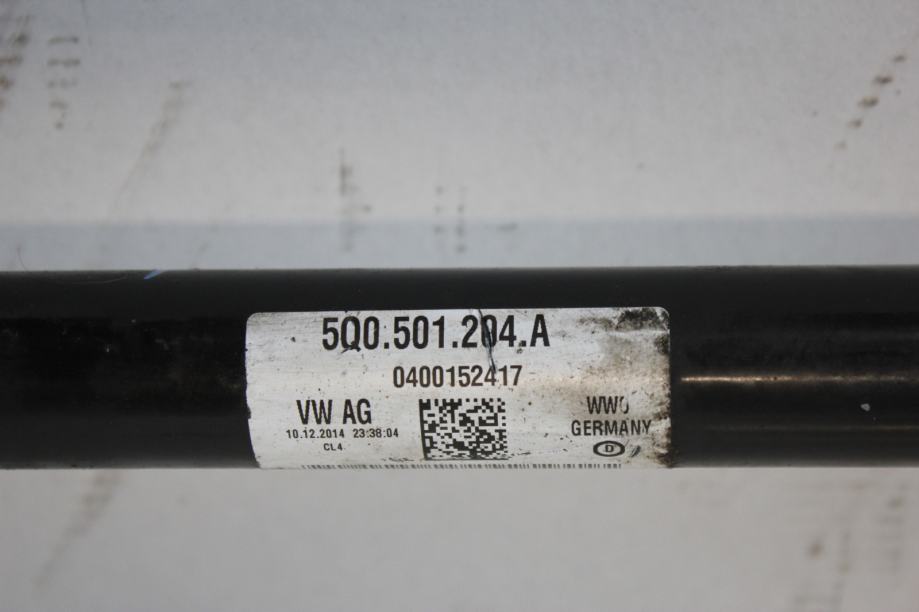 5Q0.501.204.A
0400152417
VW AG
10.12.2014 23:38:04
CL4
GERMANY
D